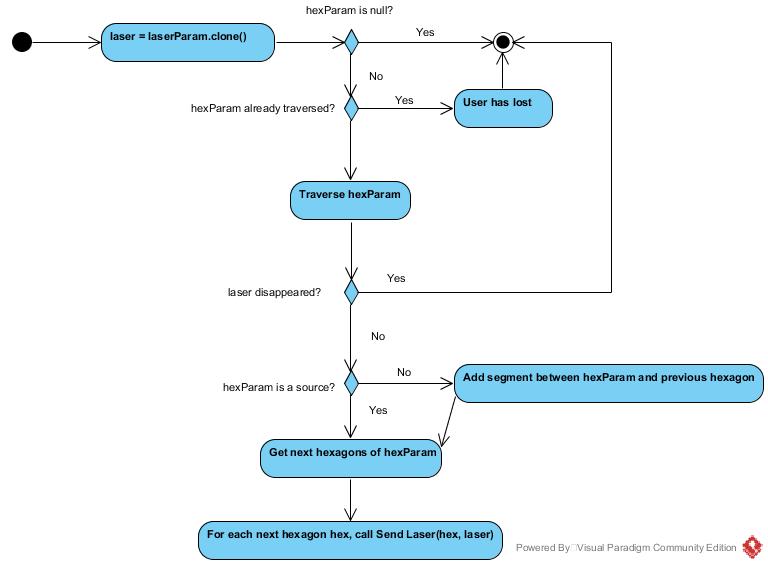 hexParam is null?
laser = laserParam.clone()
Yes
No
hexParam already traversed?
Yes
User has lost
Traverse hexParam
Yes
laser disappeared?
No
No
hexParam is a source?
Add segment between hexParam and previous hexagon
Yes
Get next hexagons of hexParam
For each next hexagon hex, call Send Laser(hex, laser)
Powered By Visual Paradigm Community Edition